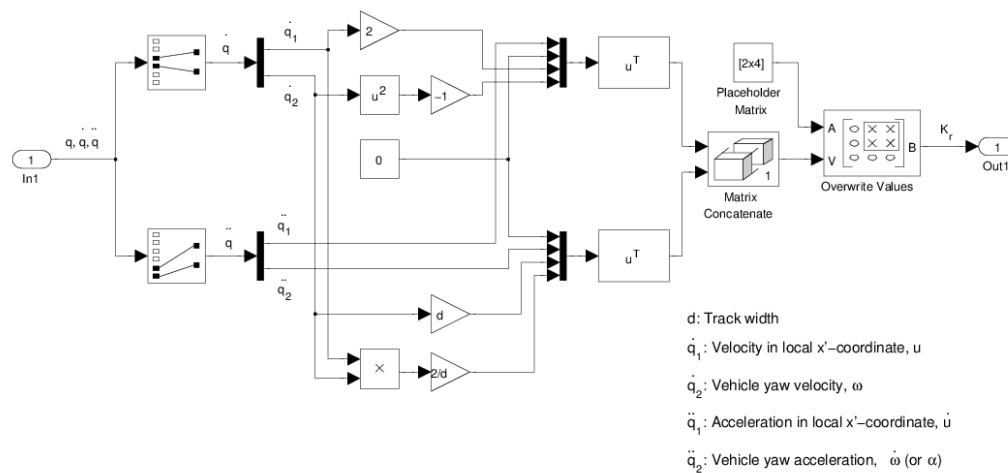 q̇
q̇₁
2
q̇₂
u²
-1
uᵀ
[2x4]
Placeholder
Matrix
1
In1
q, q̇, q̈
0
A
V
B
Overwrite Values
Kᵣ
1
Out1
1
Matrix
Concatenate
q̈
q̈₁
q̈₂
uᵀ
d
×
2/d
d: Track width
q̇₁: Velocity in local x'−coordinate, u
q̇₂: Vehicle yaw velocity, ω
q̈₁: Acceleration in local x'−coordinate, u̇
q̈₂: Vehicle yaw acceleration, ω̇ (or α)